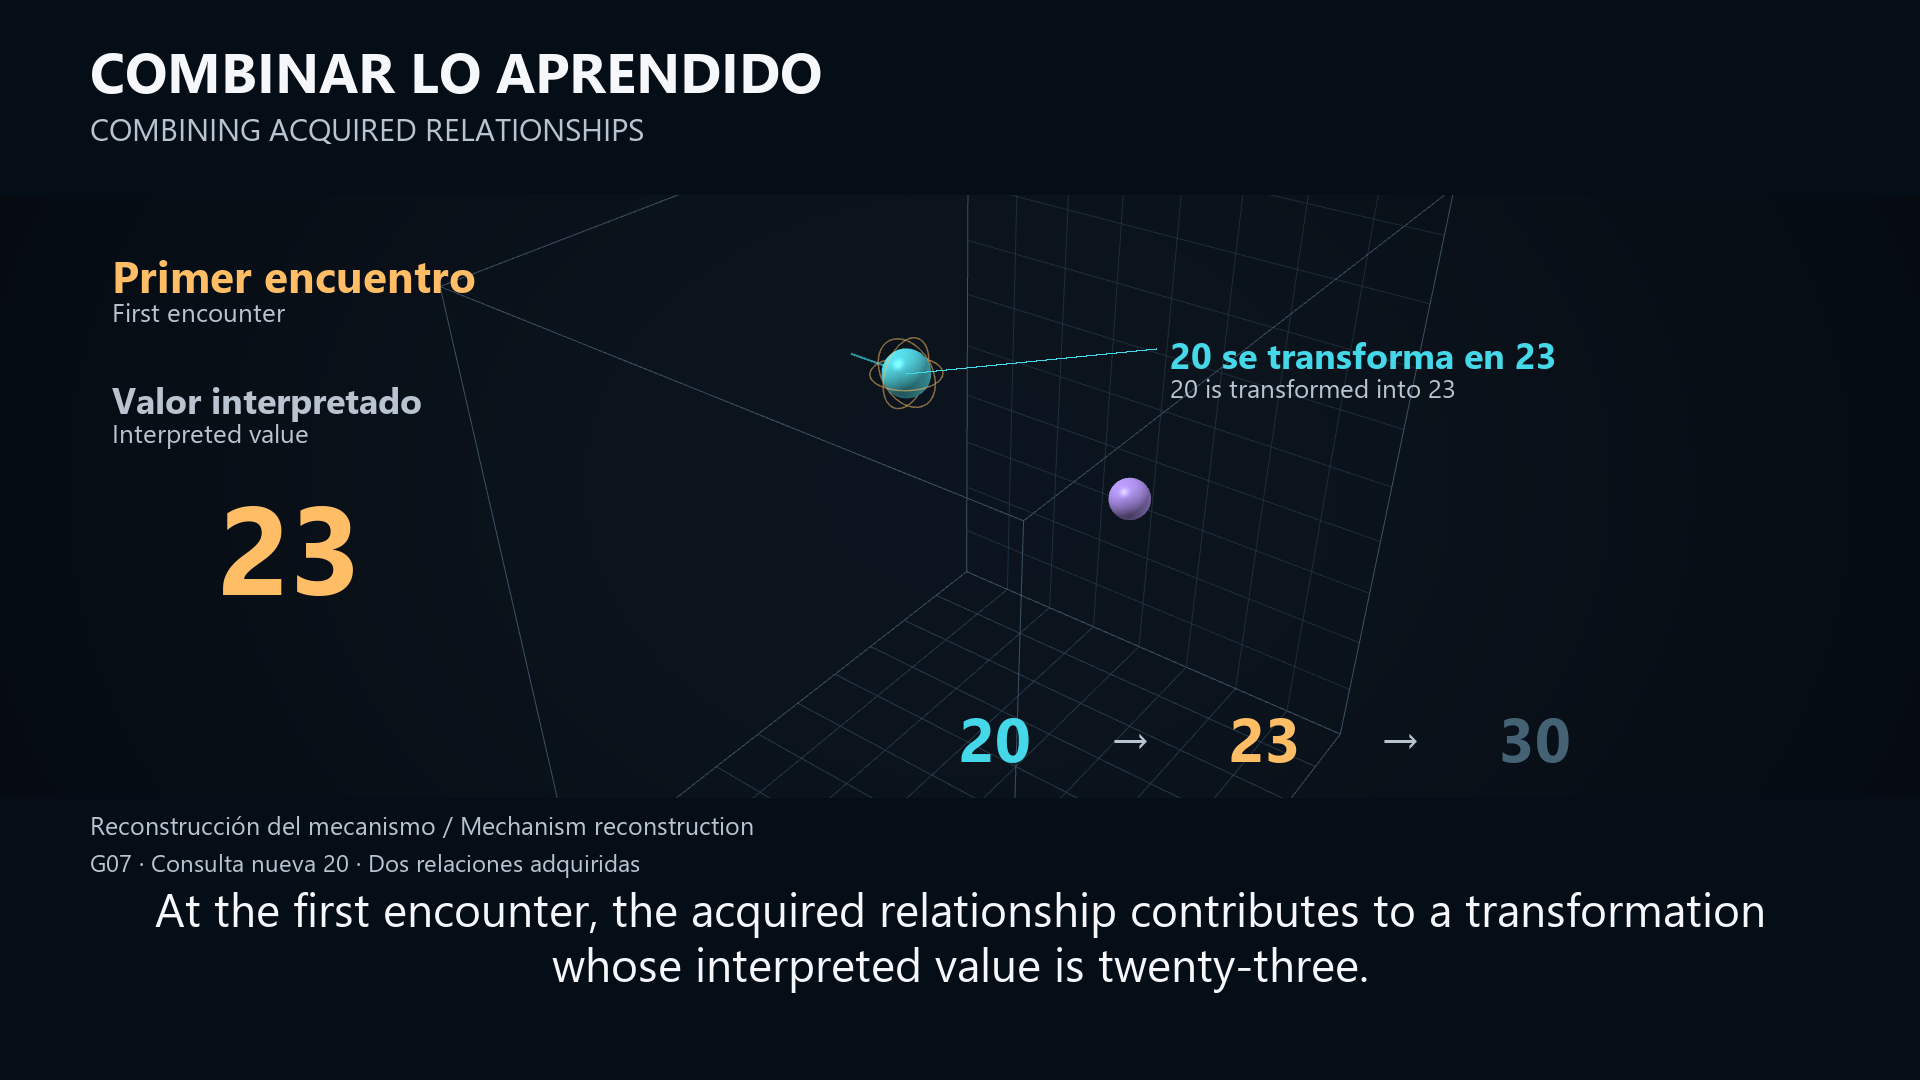 COMBINAR LO APRENDIDO
COMBINING ACQUIRED RELATIONSHIPS
Primer encuentro
First encounter
Valor interpretado
Interpreted value
23
20 se transforma en 23
20 is transformed into 23
20 → 23 → 30
Reconstrucción del mecanismo / Mechanism reconstruction
G07 · Consulta nueva 20 · Dos relaciones adquiridas
At the first encounter, the acquired relationship contributes to a transformation
whose interpreted value is twenty-three.